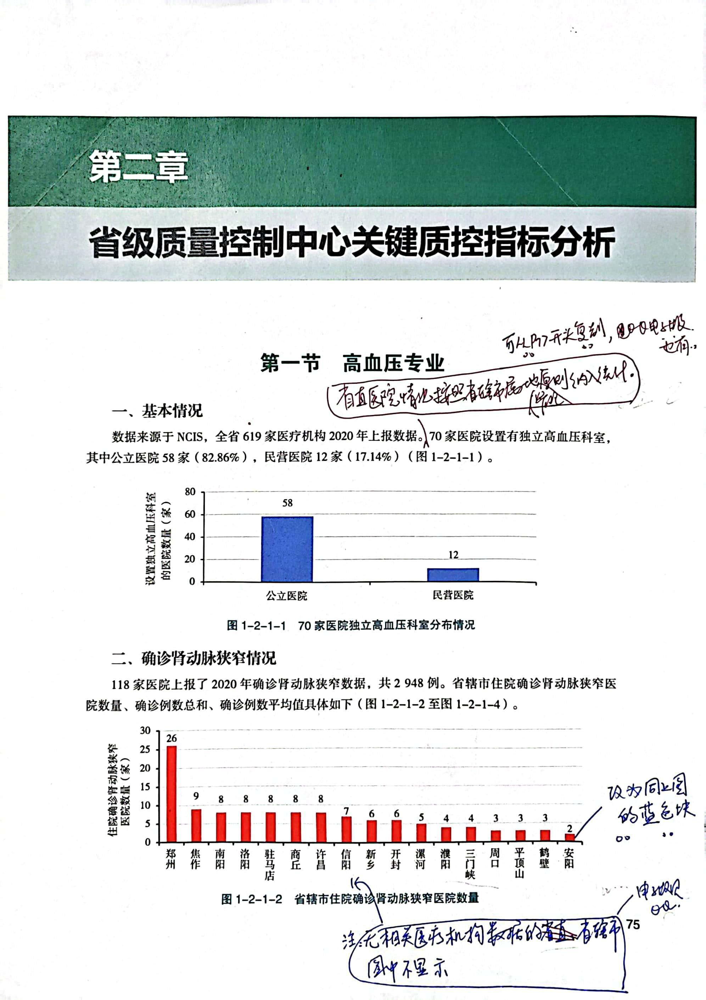 第二章
省级质量控制中心关键质控指标分析
可从P77开头复制，电子版
也有
第一节 高血压专业
省直医院情况按照省辖市属地原则纳入统计。
一、基本情况
数据来源于 NCIS，全省 619 家医疗机构 2020 年上报数据。70 家医院设置有独立高血压科室，
其中公立医院 58 家（82.86%），民营医院 12 家（17.14%）（图 1-2-1-1）。
设置独立高血压科室
的医院数量（家）
80
60
40
20
0
58
12
公立医院 民营医院
图 1-2-1-1 70 家医院独立高血压科室分布情况
二、确诊肾动脉狭窄情况
118 家医院上报了 2020 年确诊肾动脉狭窄数据，共 2 948 例。省辖市住院确诊肾动脉狭窄医
院数量、确诊例数总和、确诊例数平均值具体如下（图 1-2-1-2 至图 1-2-1-4）。
住院确诊肾动脉狭窄
医院数量（家）
30
25
20
15
10
5
0
26 9 8 8 8 8 8 7 6 6 5 4 4 3 3 3 2
郑州 焦作 南阳 洛阳 驻马店 商丘 许昌 信阳 新乡 开封 漯河 濮阳 三门峡 周口 平顶山 鹤壁 安阳
改为同上图
的蓝色块
图 1-2-1-2 省辖市住院确诊肾动脉狭窄医院数量
电子版
75
注：无相关医疗机构数据的省辖市
图中不显示